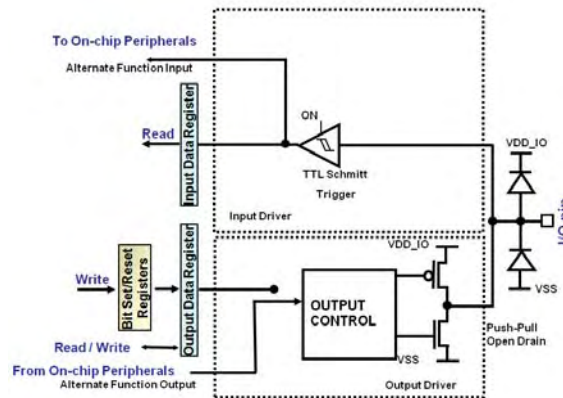 To On-chip Peripherals
Alternate Function Input
Read
Input Data Register
ON
TTL Schmitt
Trigger
Input Driver
VDD_IO
I/O pin
VSS
Write
Bit Set/Reset
Registers
Output Data Register
Read / Write
From On-chip Peripherals
Alternate Function Output
OUTPUT
CONTROL
VDD_IO
VSS
Push-Pull
Open Drain
Output Driver